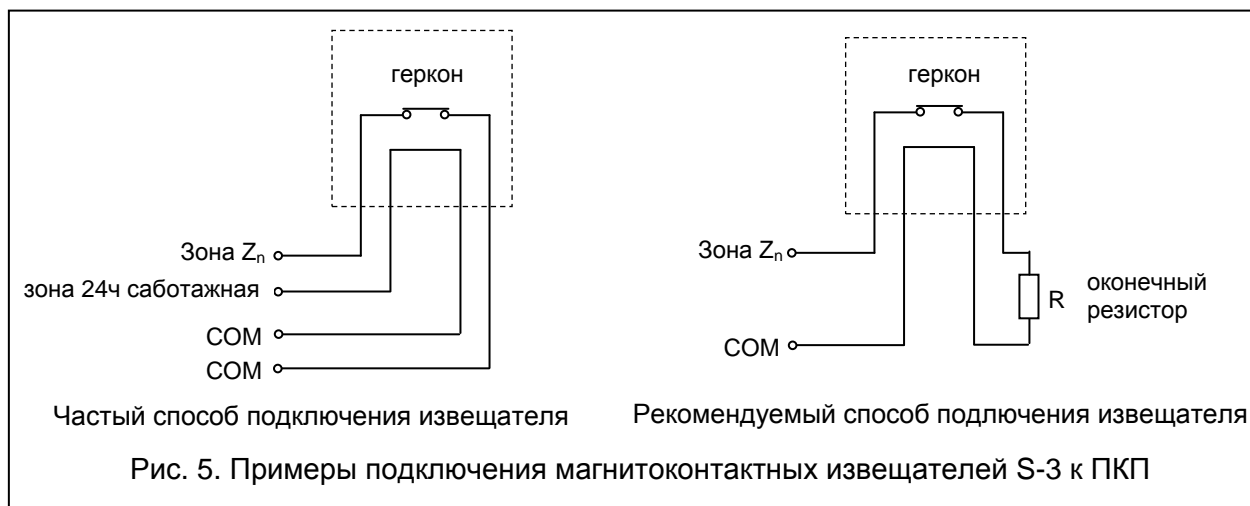 геркон
Зона Zn
зона 24ч саботажная
COM
COM
Частый способ подключения извещателя
геркон
Зона Zn
COM
R
оконечный
резистор
Рекомендуемый способ подлючения извещателя
Рис. 5. Примеры подключения магнитоконтактных извещателей S-3 к ПКП